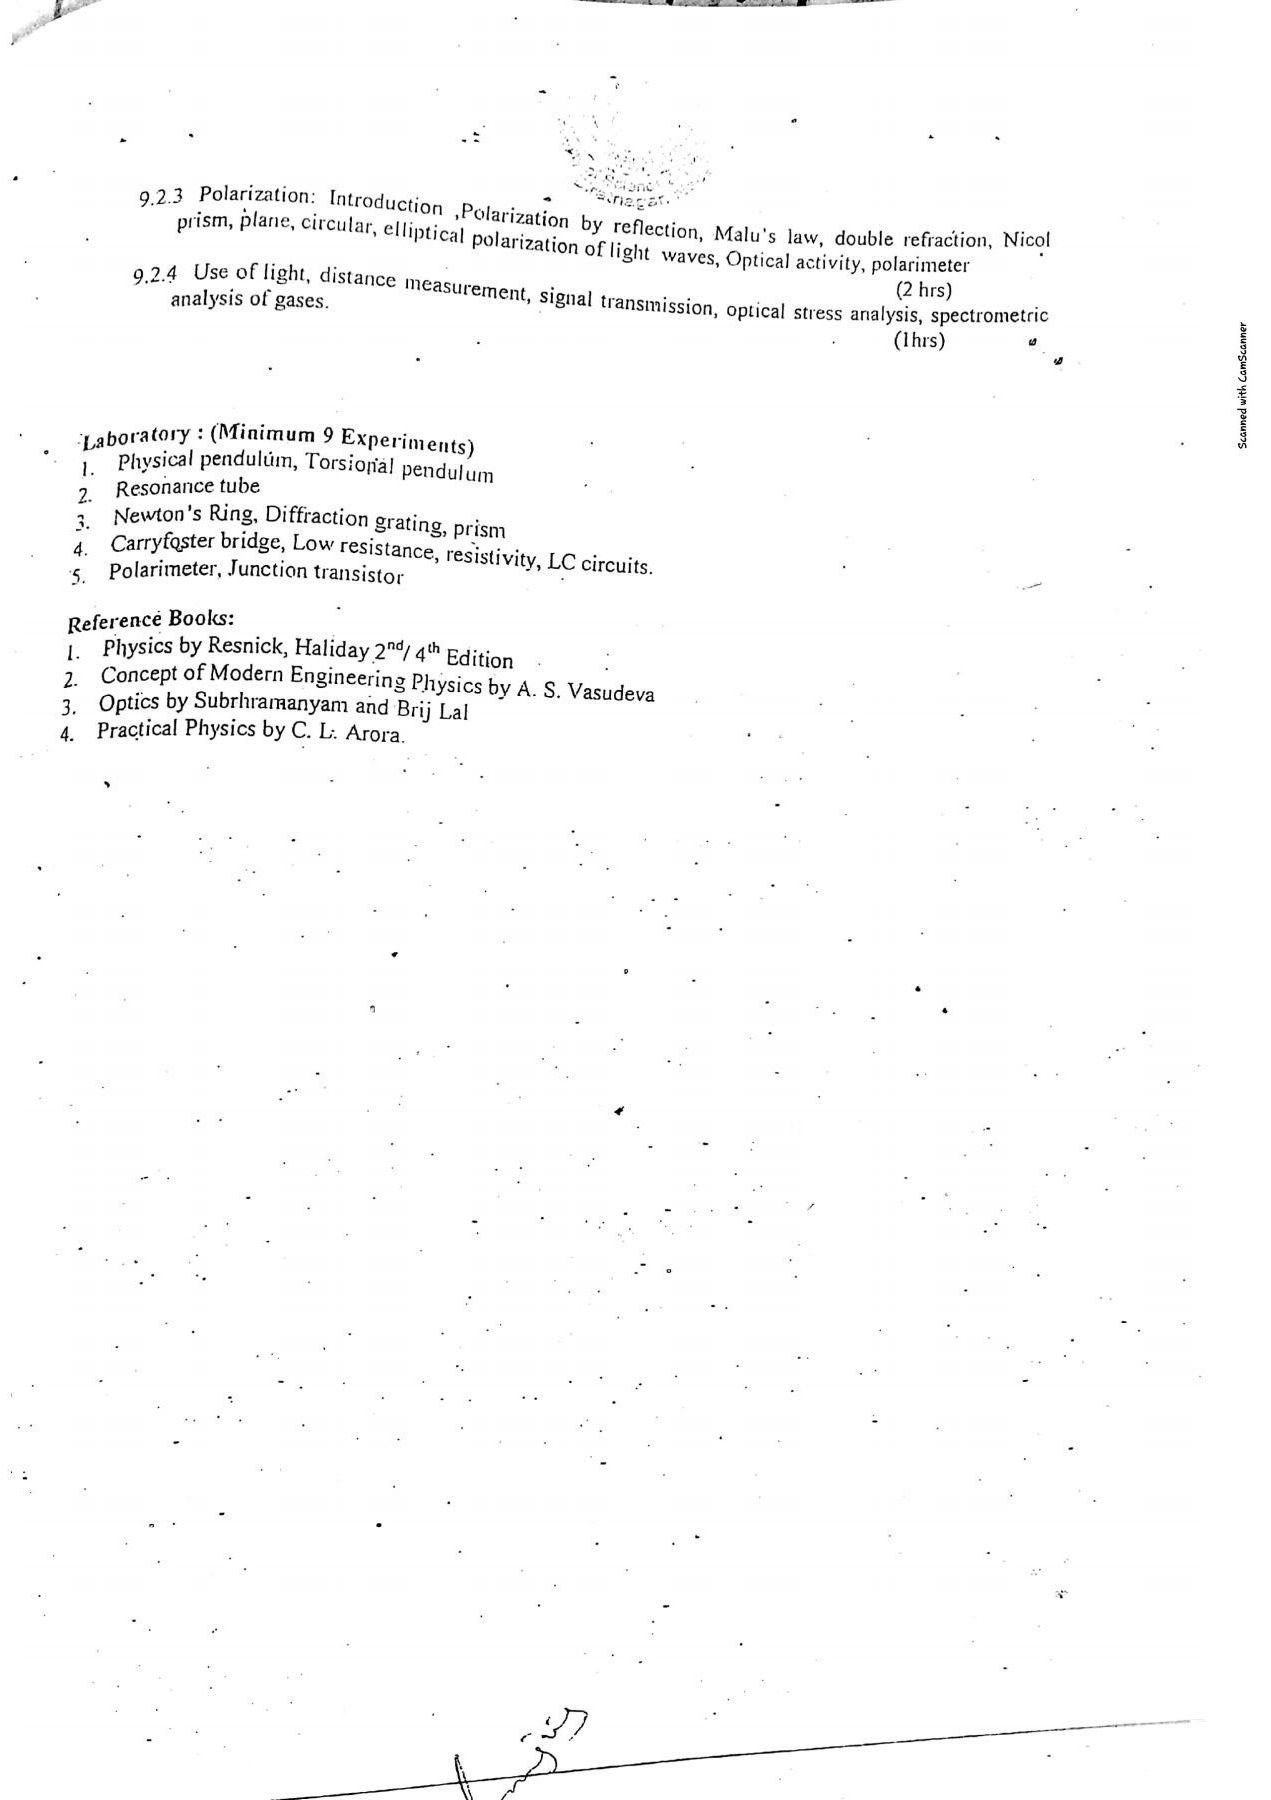 9.2.3 Polarization: Introduction ,Polarization by reflection, Malu's law, double refraction, Nicol
prism, plane, circular, elliptical polarization of light waves, Optical activity, polarimeter
(2 hrs)
9.2.4 Use of light, distance measurement, signal transmission, optical stress analysis, spectrometric
analysis of gases.
(1hrs)
Laboratory : (Minimum 9 Experiments)
1. Physical pendulum, Torsional pendulum
2. Resonance tube
3. Newton's Ring, Diffraction grating, prism
4. Carryfoster bridge, Low resistance, resistivity, LC circuits.
5. Polarimeter, Junction transistor
Reference Books:
1. Physics by Resnick, Haliday 2nd/ 4th Edition
2. Concept of Modern Engineering Physics by A. S. Vasudeva
3. Optics by Subrhramanyam and Brij Lal
4. Practical Physics by C. L. Arora.
Scanned with CamScanner